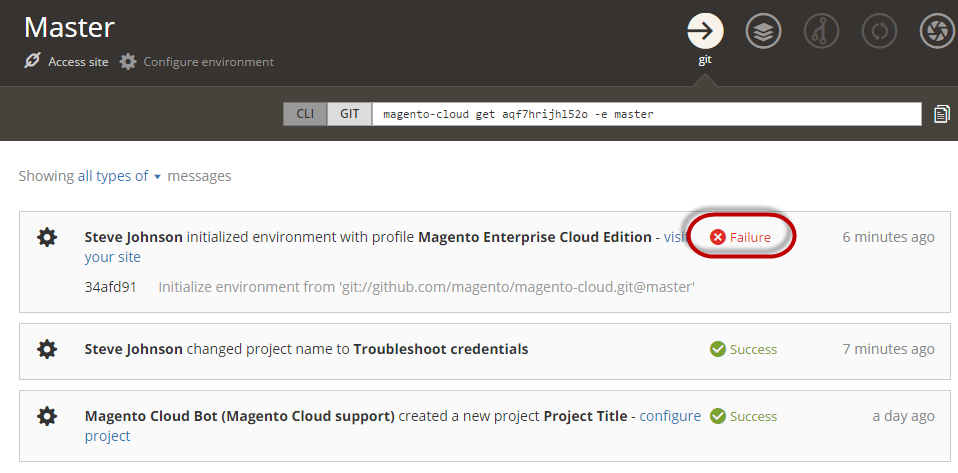 Master
Access site Configure environment
git
CLI GIT magento-cloud get aqf7hrijhl52o -e master
Showing all types of messages
Steve Johnson initialized environment with profile Magento Enterprise Cloud Edition - visit Failure 6 minutes ago
your site
34afd91 Initialize environment from 'git://github.com/magento/magento-cloud.git@master'
Steve Johnson changed project name to Troubleshoot credentials Success 7 minutes ago
Magento Cloud Bot (Magento Cloud support) created a new project Project Title - configure Success a day ago
project